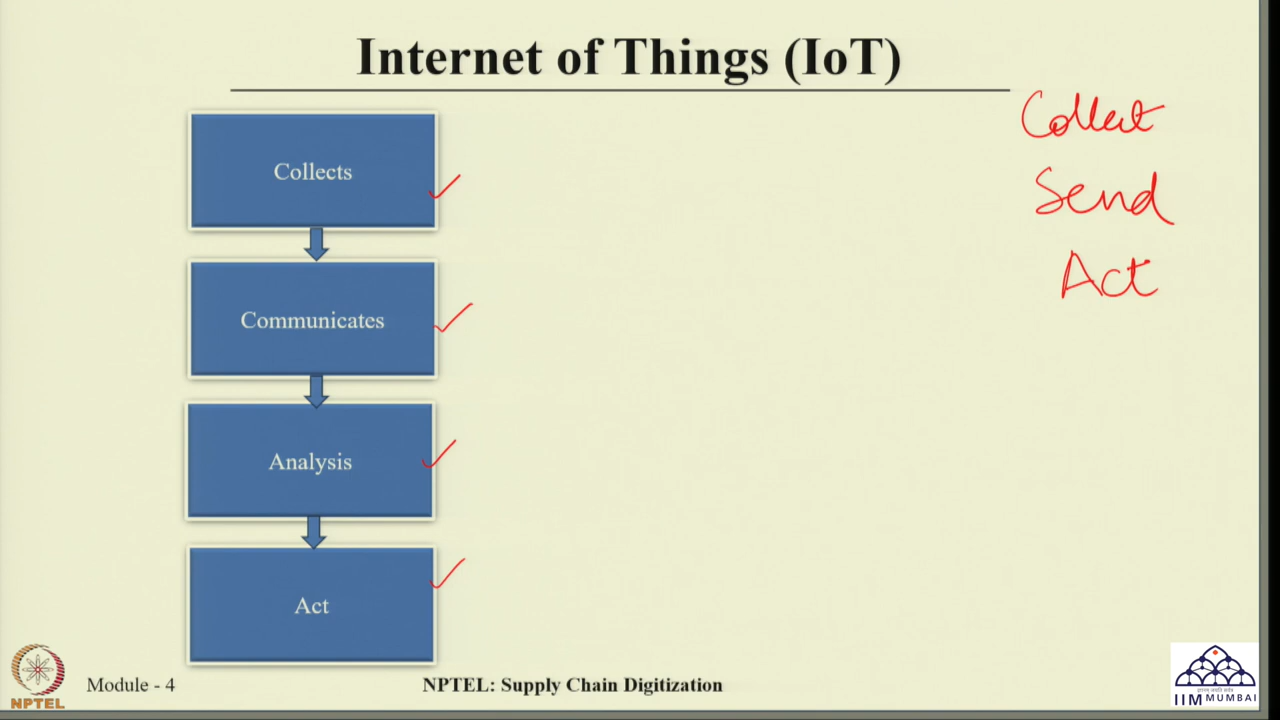 Internet of Things (IoT)
Collects
Communicates
Analysis
Act
Collect
Send
Act
NPTEL
Module - 4
NPTEL: Supply Chain Digitization
IIM MUMBAI